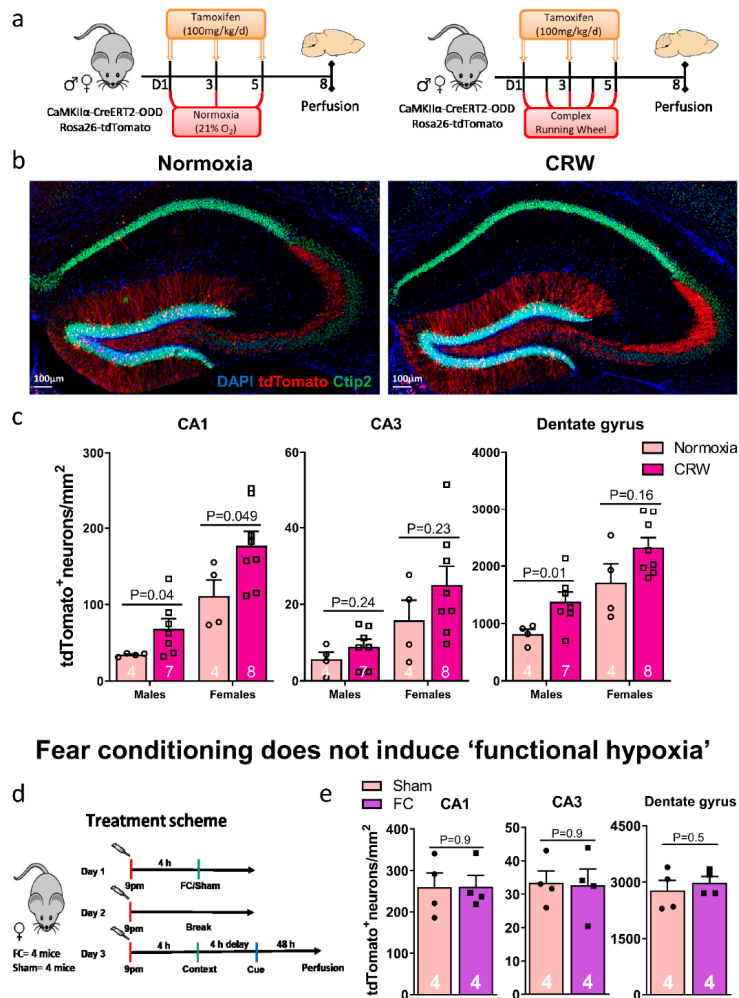 a
Tamoxifen
(100mg/kg/d)
D1 3 5 8
Normoxia
(21% O2)
Perfusion
♂ ♀
CaMKIIα-CreERT2-ODD
Rosa26-tdTomato
Tamoxifen
(100mg/kg/d)
D1 3 5 8
Complex
Running Wheel
Perfusion
♂ ♀
CaMKIIα-CreERT2-ODD
Rosa26-tdTomato
b
Normoxia
CRW
100µm
DAPI tdTomato Ctip2
100µm
c
tdTomato+neurons/mm2
CA1
300
200
100
0
P=0.04
P=0.049
4 7 4 8
Males Females
CA3
60
40
20
0
P=0.24
P=0.23
4 7 4 8
Males Females
Dentate gyrus
4000
3000
2000
1000
0
P=0.01
P=0.16
4 7 4 8
Males Females
Normoxia
CRW
Fear conditioning does not induce ‘functional hypoxia’
d
Treatment scheme
♀
FC= 4 mice
Sham= 4 mice
Day 1
4 h
9pm FC/Sham
Day 2
9pm Break
Day 3
4 h 4 h delay 48 h
9pm Context Cue Perfusion
e
Sham
FC
tdTomato+neurons/mm2
CA1
400
300
200
100
0
P=0.9
4 4
CA3
50
40
30
20
10
0
P=0.9
4 4
Dentate gyrus
4500
3000
1500
0
P=0.5
4 4